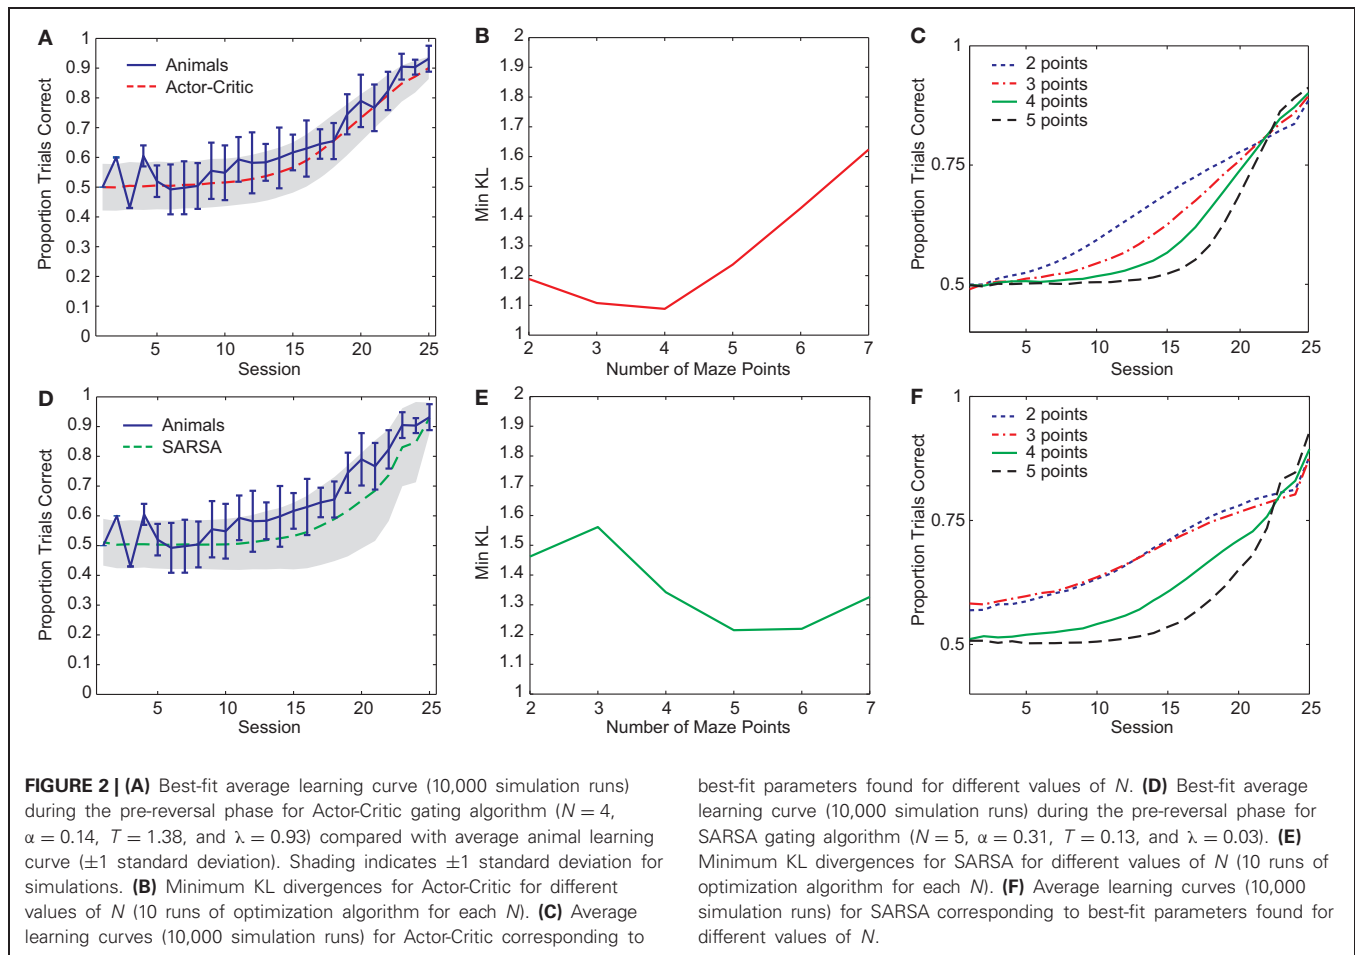 A
Proportion Trials Correct
1
0.9
0.8
0.7
0.6
0.5
0.4
0.3
0.2
0.1
0
Animals
Actor-Critic
5
10
15
20
25
Session
B
Min KL
2
1.9
1.8
1.7
1.6
1.5
1.4
1.3
1.2
1.1
1
2
3
4
5
6
7
Number of Maze Points
C
Proportion Trials Correct
1
0.75
0.5
2 points
3 points
4 points
5 points
5
10
15
20
25
Session
D
Proportion Trials Correct
1
0.9
0.8
0.7
0.6
0.5
0.4
0.3
0.2
0.1
0
Animals
SARSA
5
10
15
20
25
Session
E
Min KL
2
1.9
1.8
1.7
1.6
1.5
1.4
1.3
1.2
1.1
1
2
3
4
5
6
7
Number of Maze Points
F
Proportion Trials Correct
1
0.75
0.5
2 points
3 points
4 points
5 points
5
10
15
20
25
Session
FIGURE 2 | (A) Best-fit average learning curve (10,000 simulation runs)
during the pre-reversal phase for Actor-Critic gating algorithm (N = 4,
α = 0.14, T = 1.38, and λ = 0.93) compared with average animal learning
curve (±1 standard deviation). Shading indicates ±1 standard deviation for
simulations. (B) Minimum KL divergences for Actor-Critic for different
values of N (10 runs of optimization algorithm for each N). (C) Average
learning curves (10,000 simulation runs) for Actor-Critic corresponding to
best-fit parameters found for different values of N. (D) Best-fit average
learning curve (10,000 simulation runs) during the pre-reversal phase for
SARSA gating algorithm (N = 5, α = 0.31, T = 0.13, and λ = 0.03). (E)
Minimum KL divergences for SARSA for different values of N (10 runs of
optimization algorithm for each N). (F) Average learning curves (10,000
simulation runs) for SARSA corresponding to best-fit parameters found for
different values of N.